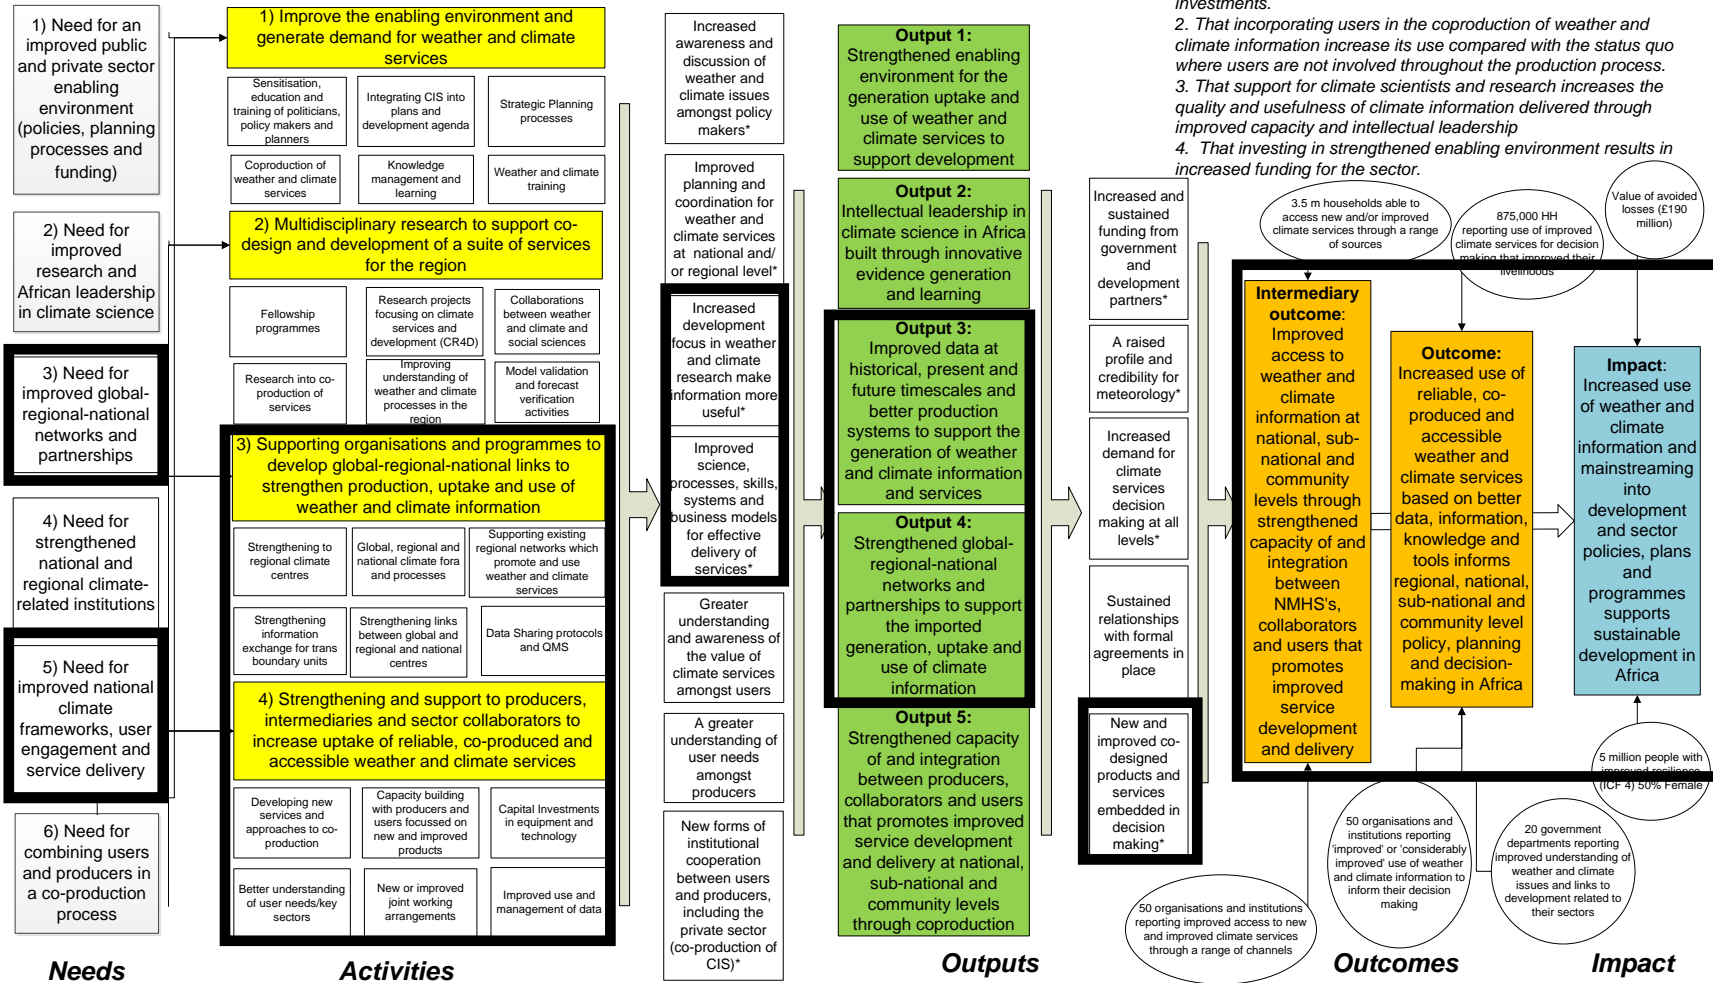 1) Need for an
improved public
and private sector
enabling
environment
(policies, planning
processes and
funding)
2) Need for
improved
research and
African leadership
in climate science
3) Need for
improved global-
regional-national
networks and
partnerships
4) Need for
strengthened
national and
regional climate-
related institutions
5) Need for
improved national
climate
frameworks, user
engagement and
service delivery
6) Need for
combining users
and producers in
a co-production
process
Needs
1) Improve the enabling environment and
generate demand for weather and climate
services
Sensitisation,
education and
training of politicians,
policy makers and
planners
Integrating CIS into
plans and
development agenda
Strategic Planning
processes
Coproduction of
weather and climate
services
Knowledge
management and
learning
Weather and climate
training
2) Multidisciplinary research to support co-
design and development of a suite of services
for the region
Fellowship
programmes
Research projects
focusing on climate
services and
development (CR4D)
Collaborations
between weather
and climate and
social sciences
Research into co-
production of
services
Improving
understanding of
weather and climate
processes in the
region
Model validation
and forecast
verification
activities
3) Supporting organisations and programmes to
develop global-regional-national links to
strengthen production, uptake and use of
weather and climate information
Strengthening to
regional climate
centres
Global, regional and
national climate fora
and processes
Supporting existing
regional networks which
promote and use
weather and climate
services
Strengthening
information
exchange for trans
boundary units
Strengthening links
between global and
regional and national
centres
Data Sharing protocols
and QMS
4) Strengthening and support to producers,
intermediaries and sector collaborators to
increase uptake of reliable, co-produced and
accessible weather and climate services
Developing new
services and
approaches to co-
production
Capacity building
with producers and
users focussed on
new and improved
products
Capital Investments
in equipment and
technology
Better understanding
of user needs/key
sectors
New or improved
joint working
arrangements
Improved use and
management of data
Activities
Increased
awareness and
discussion of
weather and
climate issues
amongst policy
makers*
Improved
planning and
coordination for
weather and
climate services
at national and/
or regional level*
Increased
development
focus in weather
and climate
research make
information more
useful*
Improved
science,
processes, skills,
systems and
business models
for effective
delivery of
services*
Greater
understanding
and awareness of
the value of
climate services
amongst users
A greater
understanding of
user needs
amongst
producers
New forms of
institutional
cooperation
between users
and producers,
including the
private sector
(co-production of
CIS)*
Output 1:
Strengthened enabling
environment for the
generation uptake and
use of weather and
climate services to
support development
Output 2:
Intellectual leadership in
climate science in Africa
built through innovative
evidence generation
and learning
Output 3:
Improved data at
historical, present and
future timescales and
better production
systems to support the
generation of weather
and climate information
and services
Output 4:
Strengthened global-
regional-national
networks and
partnerships to support
the imported
generation, uptake and
use of climate
information
Output 5:
Strengthened capacity
of and integration
between producers,
collaborators and users
that promotes improved
service development
and delivery at national,
sub-national and
community levels
through coproduction
Outputs
Increased and
sustained
funding from
government
and
development
partners*
A raised
profile and
credibility for
meteorology*
Increased
demand for
climate
services
decision
making at all
levels*
Sustained
relationships
with formal
agreements in
place
New and
improved co-
designed
products and
services
embedded in
decision
making*
investments.
2. That incorporating users in the coproduction of weather and
climate information increase its use compared with the status quo
where users are not involved throughout the production process.
3. That support for climate scientists and research increases the
quality and usefulness of climate information delivered through
improved capacity and intellectual leadership
4. That investing in strengthened enabling environment results in
increased funding for the sector.
3.5 m households able to
access new and/or improved
climate services through a range
of sources
875,000 HH
reporting use of improved
climate services for decision
making that improved their
livelihoods
Value of avoided
losses (£190
million)
Intermediary
outcome:
Improved
access to
weather and
climate
information at
national, sub-
national and
community
levels through
strengthened
capacity of and
integration
between
NMHS's,
collaborators
and users that
promotes
improved
service
development
and delivery
Outcome:
Increased use of
reliable, co-
produced and
accessible
weather and
climate services
based on better
data, information,
knowledge and
tools informs
regional, national,
sub-national and
community level
policy, planning
and decision-
making in Africa
Impact:
Increased use
of weather and
climate
information and
mainstreaming
into
development
and sector
policies, plans
and
programmes
supports
sustainable
development in
Africa
50 organisations and institutions
reporting improved access to new
and improved climate services
through a range of channels
50 organisations and
institutions reporting
'improved' or 'considerably
improved' use of weather
and climate information to
inform their decision
making
20 government
departments reporting
improved understanding of
weather and climate
issues and links to
development related to
their sectors
5 million people with
improved resilience
(ICF 4) 50% Female
Outcomes
Impact